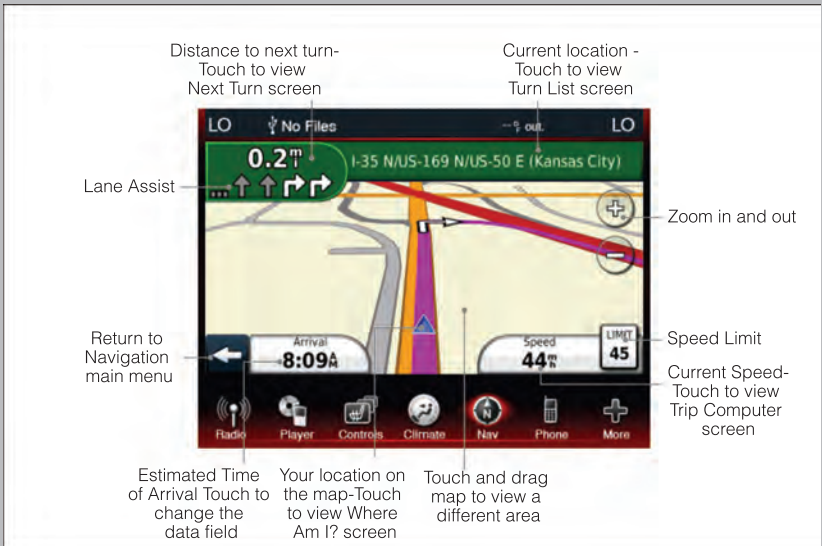 Distance to next turn-
Touch to view
Next Turn screen
Current location -
Touch to view
Turn List screen
LO
No Files
--°F out.
LO
0.2 mi
I-35 N/US-169 N/US-50 E (Kansas City)
Lane Assist
Zoom in and out
Return to
Navigation
main menu
Arrival
8:09AM
Speed
44mh
LIMIT
45
Speed Limit
Current Speed-
Touch to view
Trip Computer
screen
Radio
Player
Controls
Climate
N
Nav
Phone
More
Estimated Time
of Arrival Touch to
change the
data field
Your location on
the map-Touch
to view Where
Am I? screen
Touch and drag
map to view a
different area